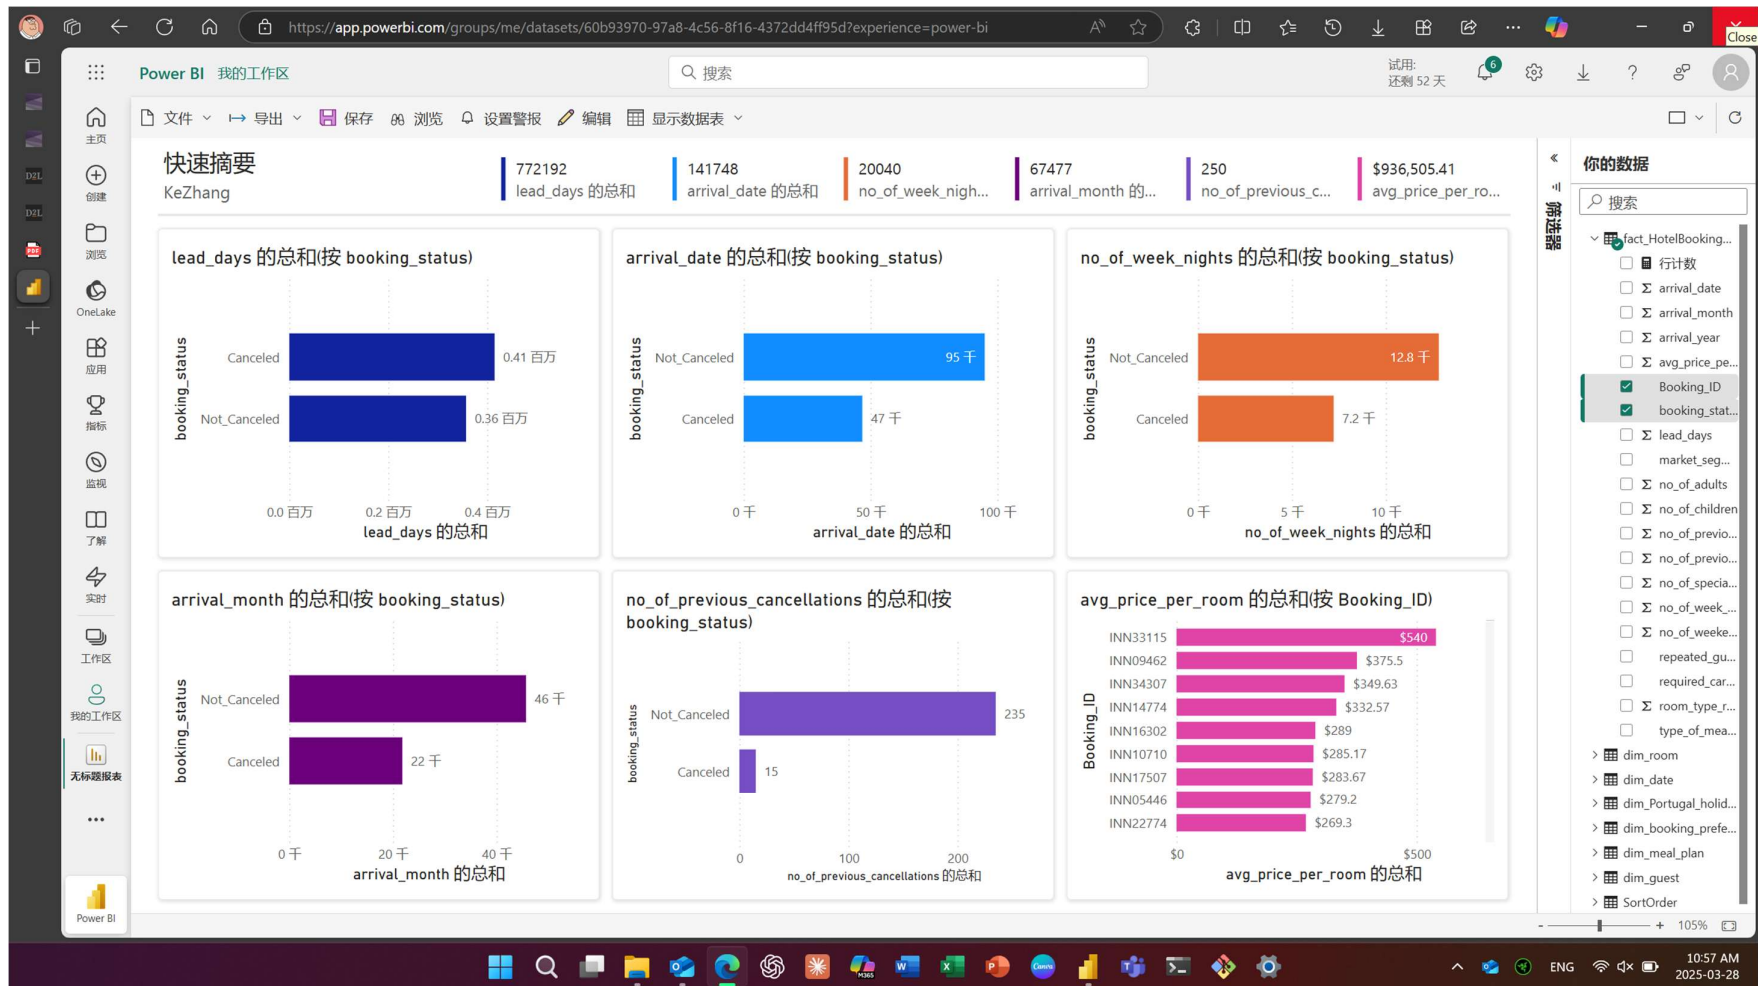 https://app.powerbi.com/groups/me/datasets/60b93970-97a8-4c56-8f16-4372dd4ff95d?experience=power-bi
Close
Power BI 我的工作区
搜索
试用:
还剩 52 天
6
文件
导出
保存
浏览
设置警报
编辑
显示数据表
主页
创建
浏览
OneLake
应用
指标
监视
了解
实时
工作区
我的工作区
无标题报表
Power BI
D2L
D2L
PDF
快速摘要
KeZhang
772192
lead_days 的总和
141748
arrival_date 的总和
20040
no_of_week_nigh...
67477
arrival_month 的...
250
no_of_previous_c...
$936,505.41
avg_price_per_ro...
lead_days 的总和(按 booking_status)
booking_status
Canceled
0.41 百万
Not_Canceled
0.36 百万
0.0 百万
0.2 百万
0.4 百万
lead_days 的总和
arrival_date 的总和(按 booking_status)
booking_status
Not_Canceled
95 千
Canceled
47 千
0 千
50 千
100 千
arrival_date 的总和
no_of_week_nights 的总和(按 booking_status)
booking_status
Not_Canceled
12.8 千
Canceled
7.2 千
0 千
5 千
10 千
no_of_week_nights 的总和
arrival_month 的总和(按 booking_status)
booking_status
Not_Canceled
46 千
Canceled
22 千
0 千
20 千
40 千
arrival_month 的总和
no_of_previous_cancellations 的总和(按
booking_status)
booking_status
Not_Canceled
235
Canceled
15
0
100
200
no_of_previous_cancellations 的总和
avg_price_per_room 的总和(按 Booking_ID)
Booking_ID
INN33115
$540
INN09462
$375.5
INN34307
$349.63
INN14774
$332.57
INN16302
$289
INN10710
$285.17
INN17507
$283.67
INN05446
$279.2
INN22774
$269.3
$0
$500
avg_price_per_room 的总和
筛选器
你的数据
搜索
fact_HotelBooking...
行计数
arrival_date
arrival_month
arrival_year
avg_price_pe...
Booking_ID
booking_stat...
lead_days
market_seg...
no_of_adults
no_of_children
no_of_previo...
no_of_previo...
no_of_specia...
no_of_week_...
no_of_weeke...
repeated_gu...
required_car...
room_type_r...
type_of_mea...
dim_room
dim_date
dim_Portugal_holid...
dim_booking_prefe...
dim_meal_plan
dim_guest
SortOrder
105%
M365
Canva
ENG
10:57 AM
2025-03-28